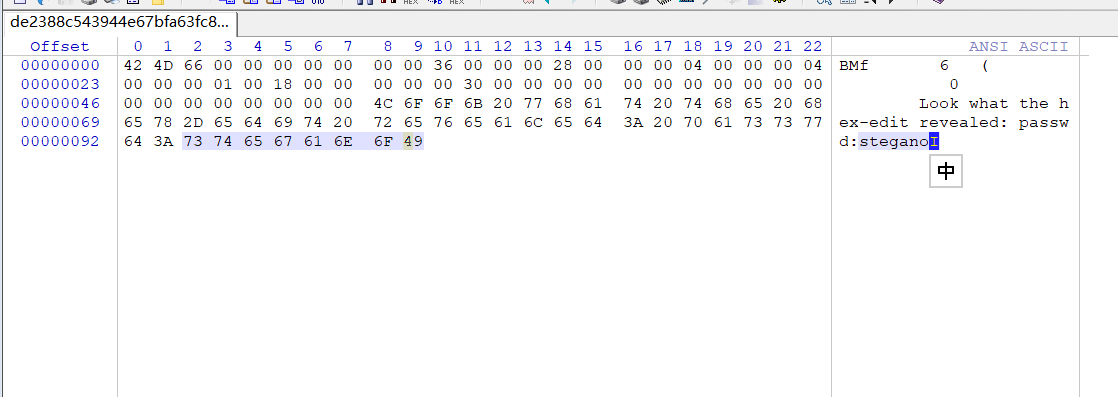 de2388c543944e67bfa63fc8...
Offset 0 1 2 3 4 5 6 7 8 9 10 11 12 13 14 15 16 17 18 19 20 21 22 ANSI ASCII
00000000 42 4D 66 00 00 00 00 00 00 00 36 00 00 00 28 00 00 00 04 00 00 00 04 BMf 6 (
00000023 00 00 00 01 00 18 00 00 00 00 00 30 00 00 00 00 00 00 00 00 00 00 00 0
00000046 00 00 00 00 00 00 00 00 4C 6F 6F 6B 20 77 68 61 74 20 74 68 65 20 68 Look what the h
00000069 65 78 2D 65 64 69 74 20 72 65 76 65 61 6C 65 64 3A 20 70 61 73 73 77 ex-edit revealed: passw
00000092 64 3A 73 74 65 67 61 6E 6F 49 d:steganoI
中